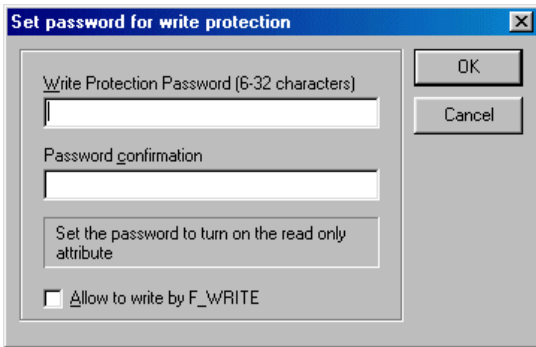 Set password for write protection
Write Protection Password (6-32 characters)
OK
Cancel
Password confirmation
Set the password to turn on the read only
attribute
Allow to write by F_WRITE